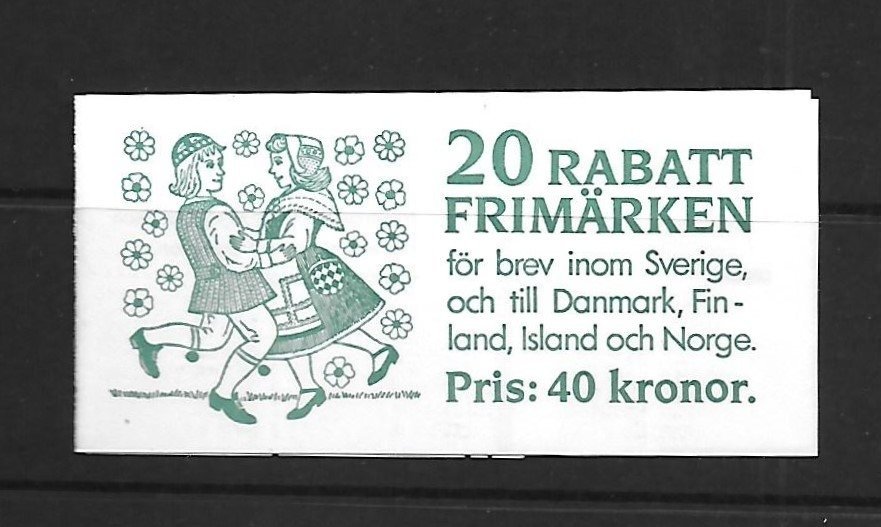 20 RABATT
FRIMÄRKEN
för brev inom Sverige,
och till Danmark, Fin-
land, Island och Norge.
Pris: 40 kronor.